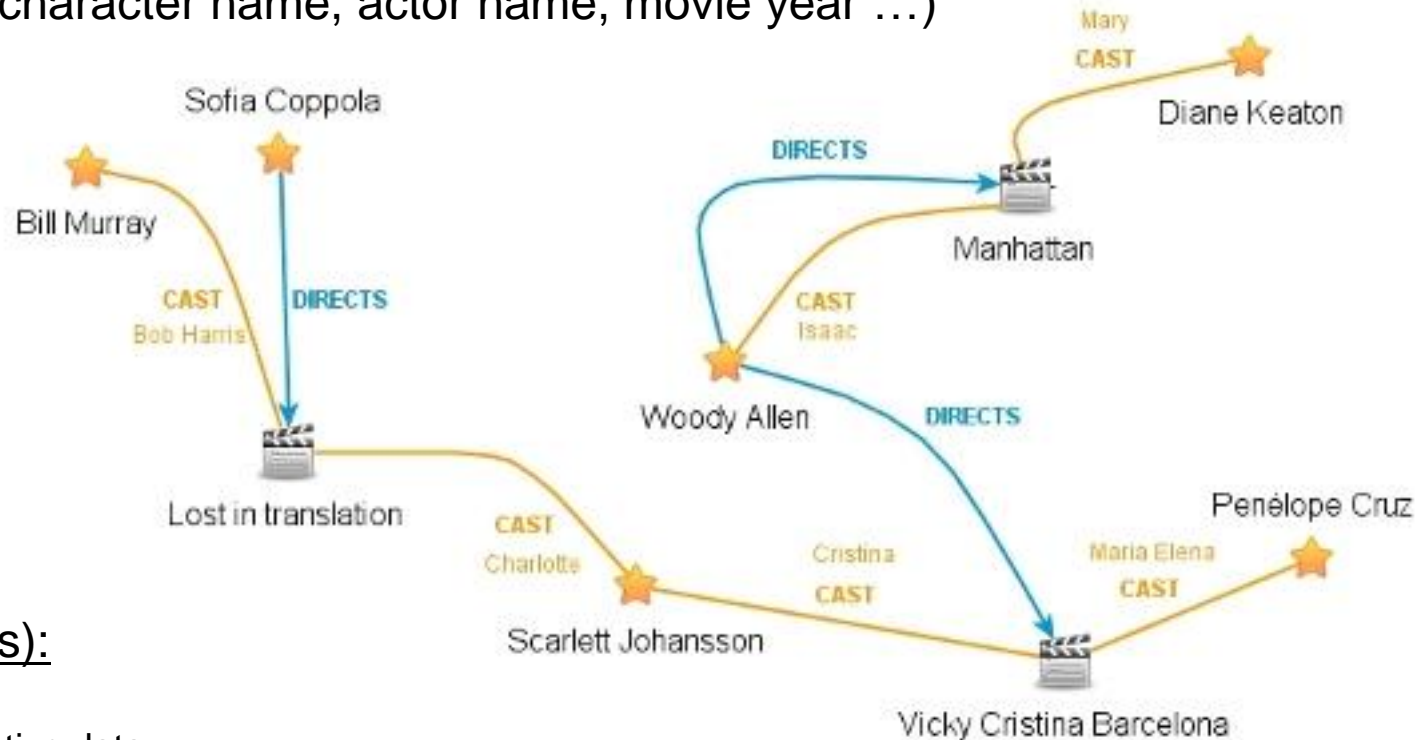 character name, actor name, movie year …)
Mary
CAST
Sofia Coppola
Diane Keaton
DIRECTS
Bill Murray
Manhattan
CAST
DIRECTS
Bob Harris
CAST
Isaac
Woody Allen
DIRECTS
Lost in translation
Penélope Cruz
CAST
Charlotte
Cristina
CAST
Maria Elena
CAST
s):
Scarlett Johansson
Vicky Cristina Barcelona